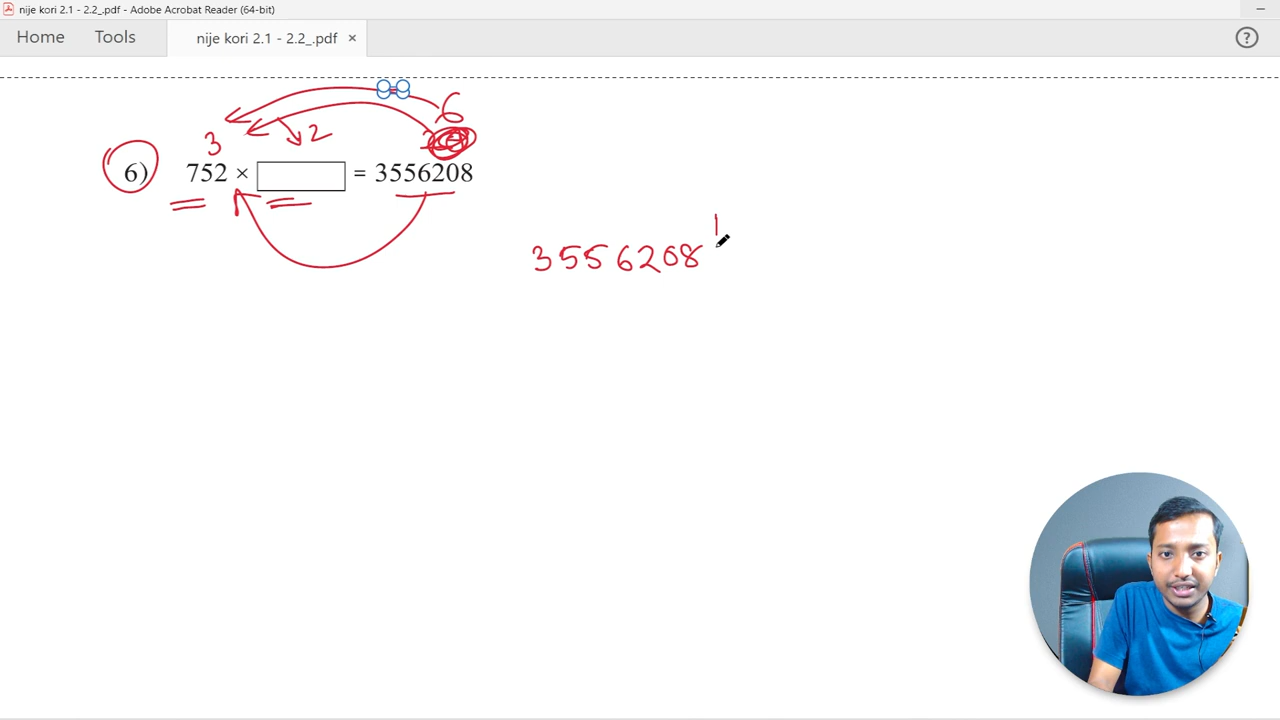 nije kori 2.1 - 2.2_.pdf - Adobe Acrobat Reader (64-bit)
Home Tools nije kori 2.1 - 2.2_.pdf × ?
6
3 2
6) 752 × = 3556208
3556208